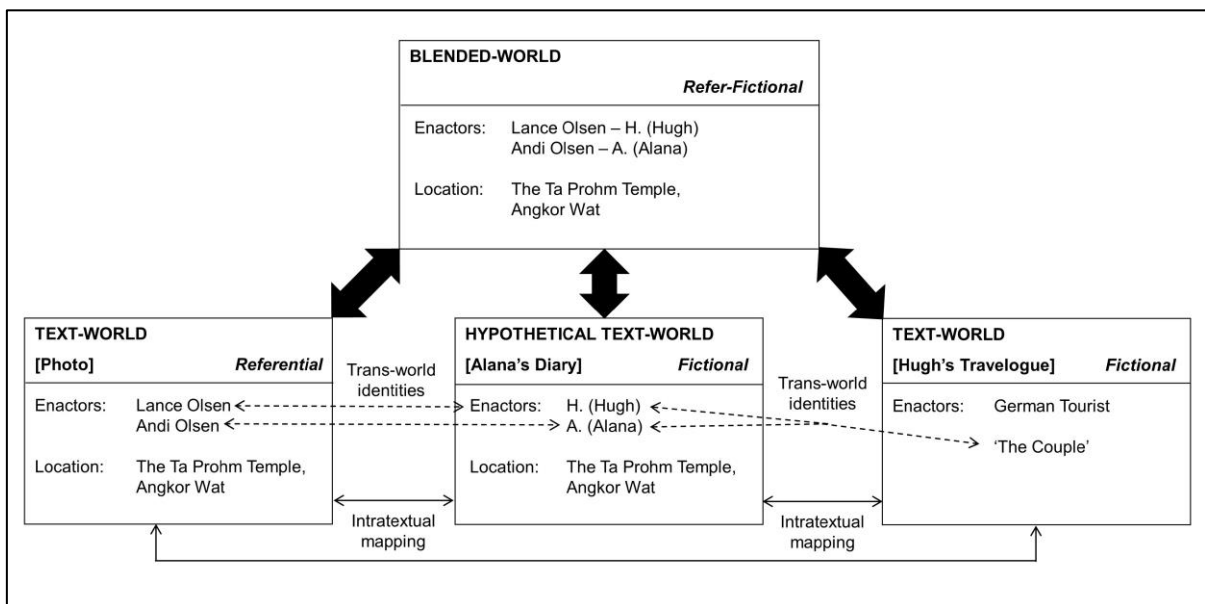 BLENDED-WORLD
Refer-Fictional
Enactors: Lance Olsen – H. (Hugh)
Andi Olsen – A. (Alana)
Location: The Ta Prohm Temple,
Angkor Wat
TEXT-WORLD
[Photo] Referential
Enactors: Lance Olsen
Andi Olsen
Location: The Ta Prohm Temple,
Angkor Wat
Trans-world
identities
Intratextual
mapping
HYPOTHETICAL TEXT-WORLD
[Alana’s Diary] Fictional
Enactors: H. (Hugh)
A. (Alana)
Location: The Ta Prohm Temple,
Angkor Wat
Trans-world
identities
Intratextual
mapping
TEXT-WORLD
[Hugh’s Travelogue] Fictional
Enactors: German Tourist
‘The Couple’